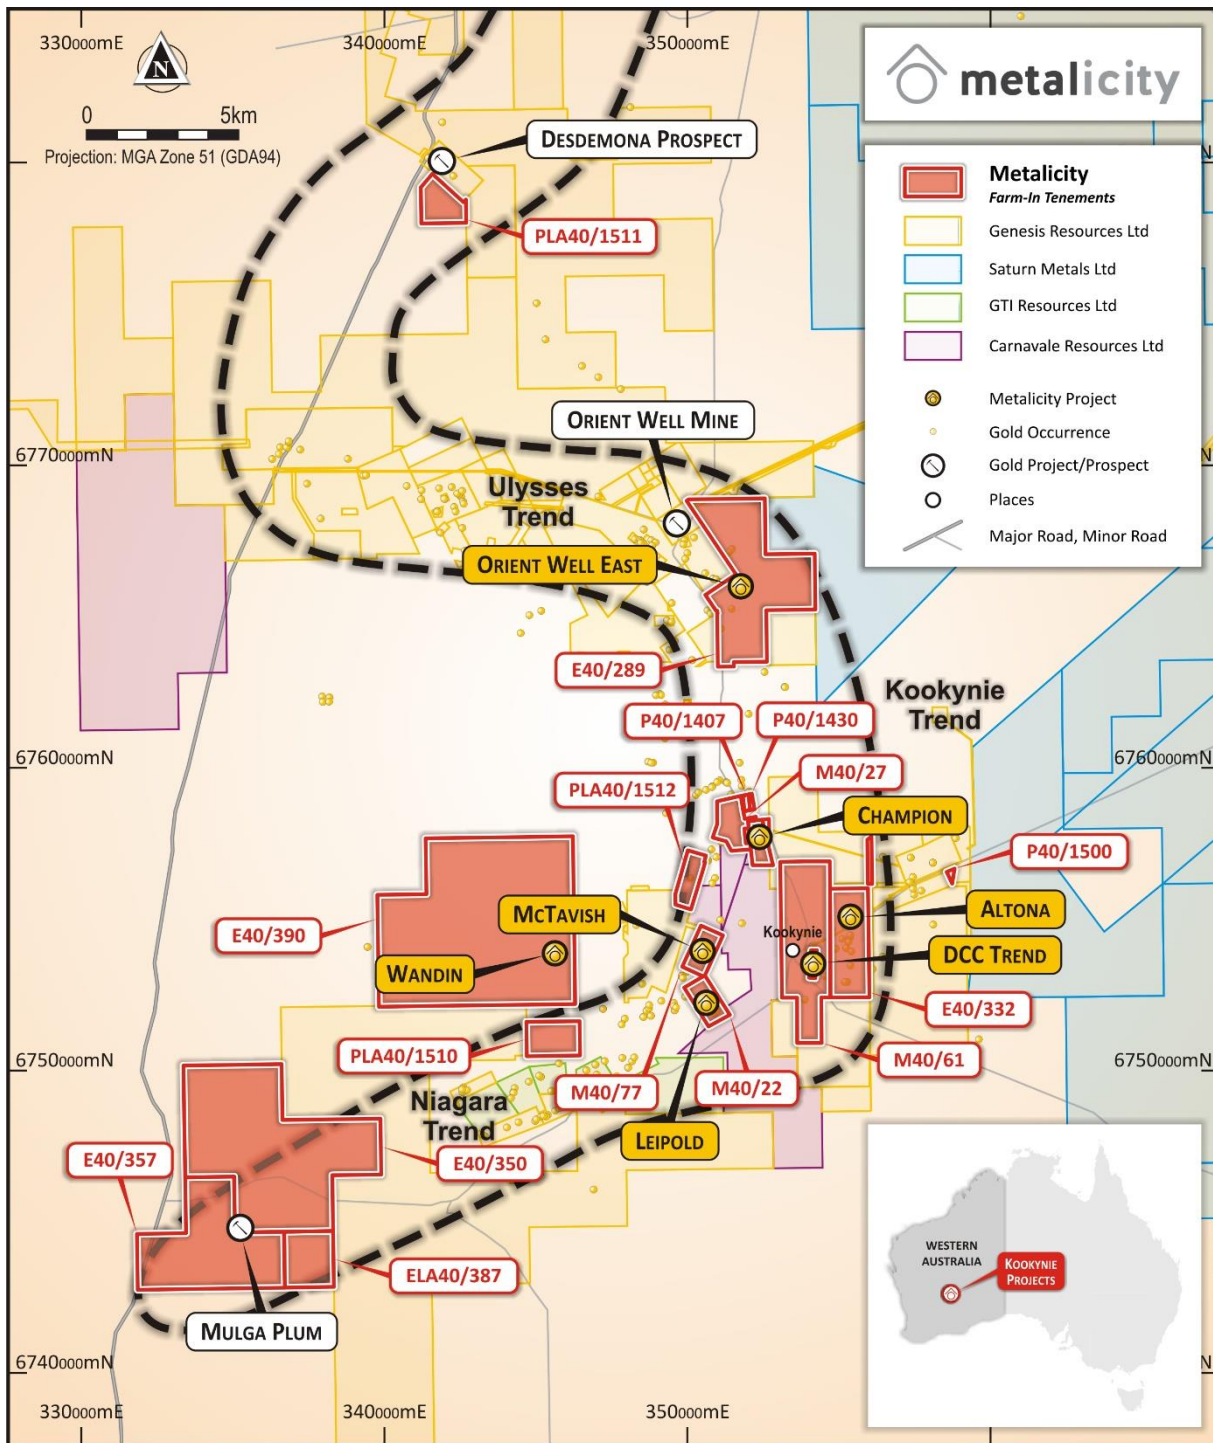 330000mE
340000mE
350000mE
N
0 5km
Projection: MGA Zone 51 (GDA94)
metalicity
Metalicity
Farm-In Tenements
Genesis Resources Ltd
Saturn Metals Ltd
GTI Resources Ltd
Carnavale Resources Ltd
Metalicity Project
Gold Occurrence
Gold Project/Prospect
Places
Major Road, Minor Road
DESDEMONA PROSPECT
PLA40/1511
ORIENT WELL MINE
6770000mN
N
Ulysses
Trend
ORIENT WELL EAST
E40/289
Kookynie
Trend
P40/1407
P40/1430
6760000mN
6760000mN
M40/27
PLA40/1512
CHAMPION
P40/1500
MCTAVISH
ALTONA
E40/390
Kookynie
WANDIN
DCC TREND
E40/332
PLA40/1510
M40/61
6750000mN
6750000mN
M40/77
M40/22
Niagara
Trend
LEIPOLD
E40/357
E40/350
ELA40/387
MULGA PLUM
WESTERN
AUSTRALIA
KOOKYNIE
PROJECTS
6740000mN
330000mE
340000mE
350000mE